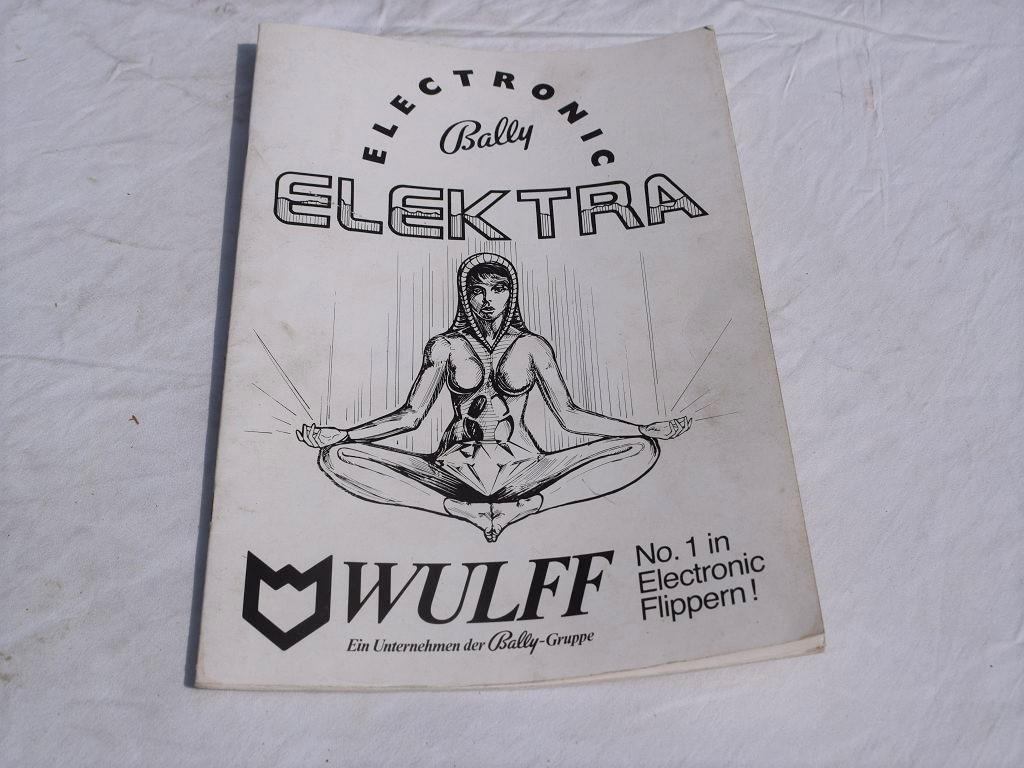 ELECTRONIC
Bally
ELEKTRA
WULFF
Ein Unternehmen der Bally-Gruppe
No. 1 in
Electronic
Flippern!